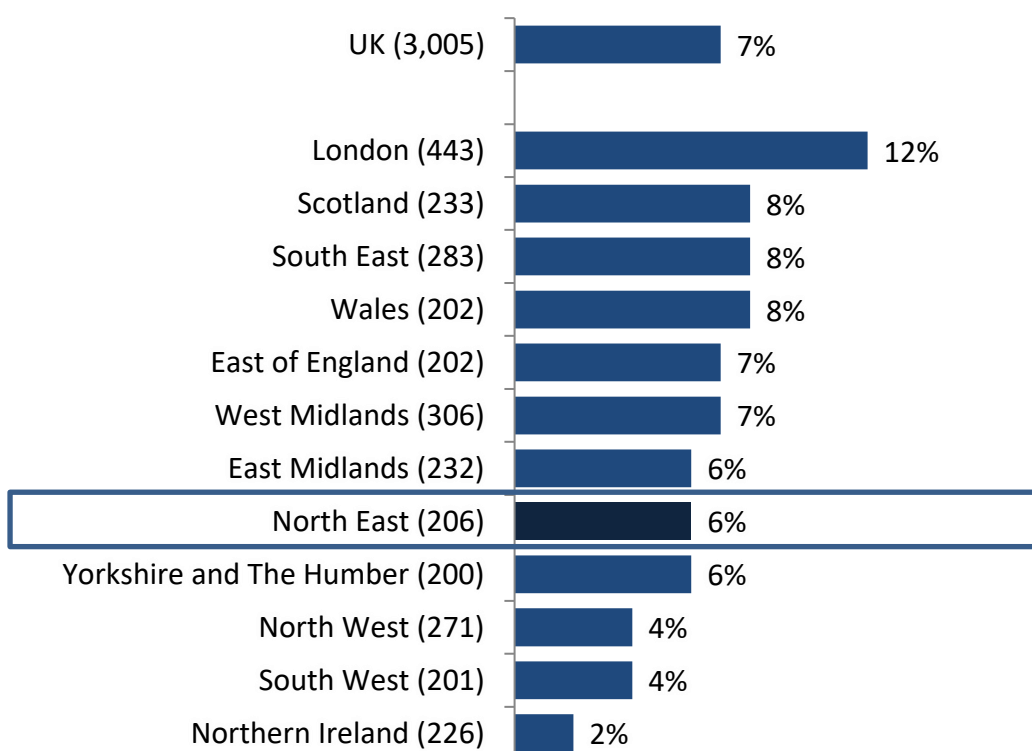 UK (3,005) 7%
London (443) 12%
Scotland (233) 8%
South East (283) 8%
Wales (202) 8%
East of England (202) 7%
West Midlands (306) 7%
East Midlands (232) 6%
North East (206) 6%
Yorkshire and The Humber (200) 6%
North West (271) 4%
South West (201) 4%
Northern Ireland (226) 2%